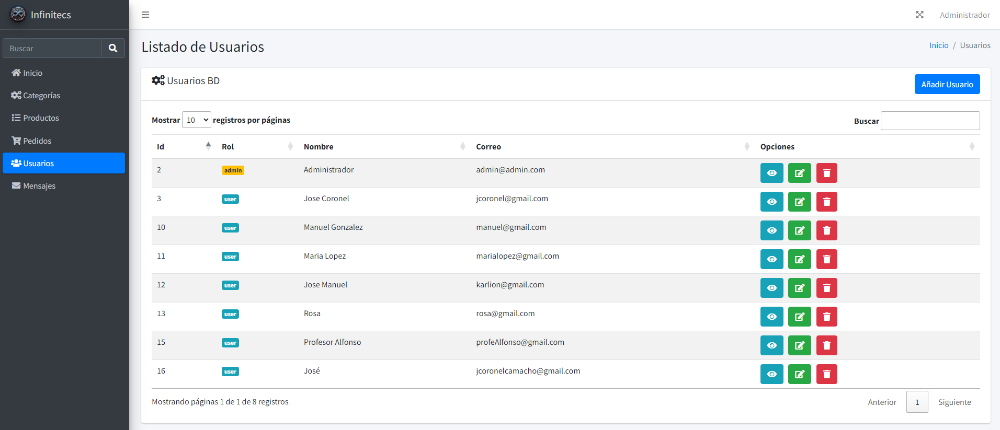 Infinitecs
Administrador
Buscar
Inicio
Categorías
Productos
Pedidos
Usuarios
Mensajes
Listado de Usuarios
Inicio / Usuarios
Usuarios BD
Añadir Usuario
Mostrar 10 registros por páginas
Buscar
Id Rol Nombre Correo Opciones
2 admin Administrador admin@admin.com
3 user Jose Coronel jcoronel@gmail.com
10 user Manuel Gonzalez manuel@gmail.com
11 user Maria Lopez marialopez@gmail.com
12 user Jose Manuel karlion@gmail.com
13 user Rosa rosa@gmail.com
15 user Profesor Alfonso profeAlfonso@gmail.com
16 user José jcoronelcamacho@gmail.com
Mostrando páginas 1 de 1 de 8 registros
Anterior 1 Siguiente